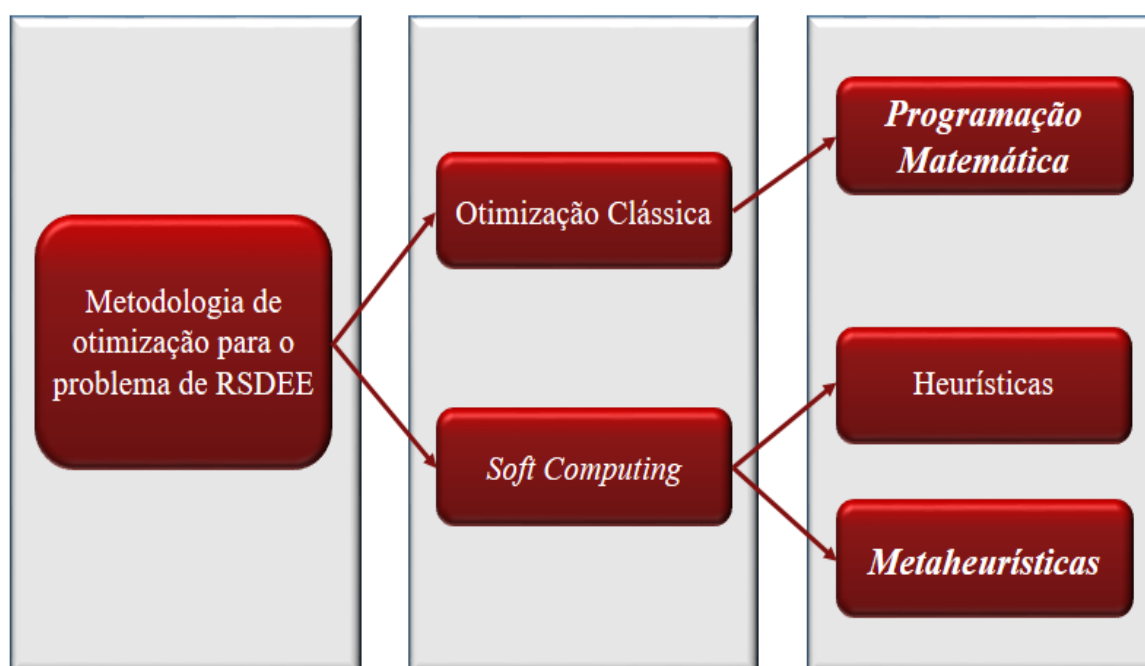 Metodologia de
otimização para o
problema de RSDEE
Otimização Clássica
Soft Computing
Programação
Matemática
Heurísticas
Metaheurísticas